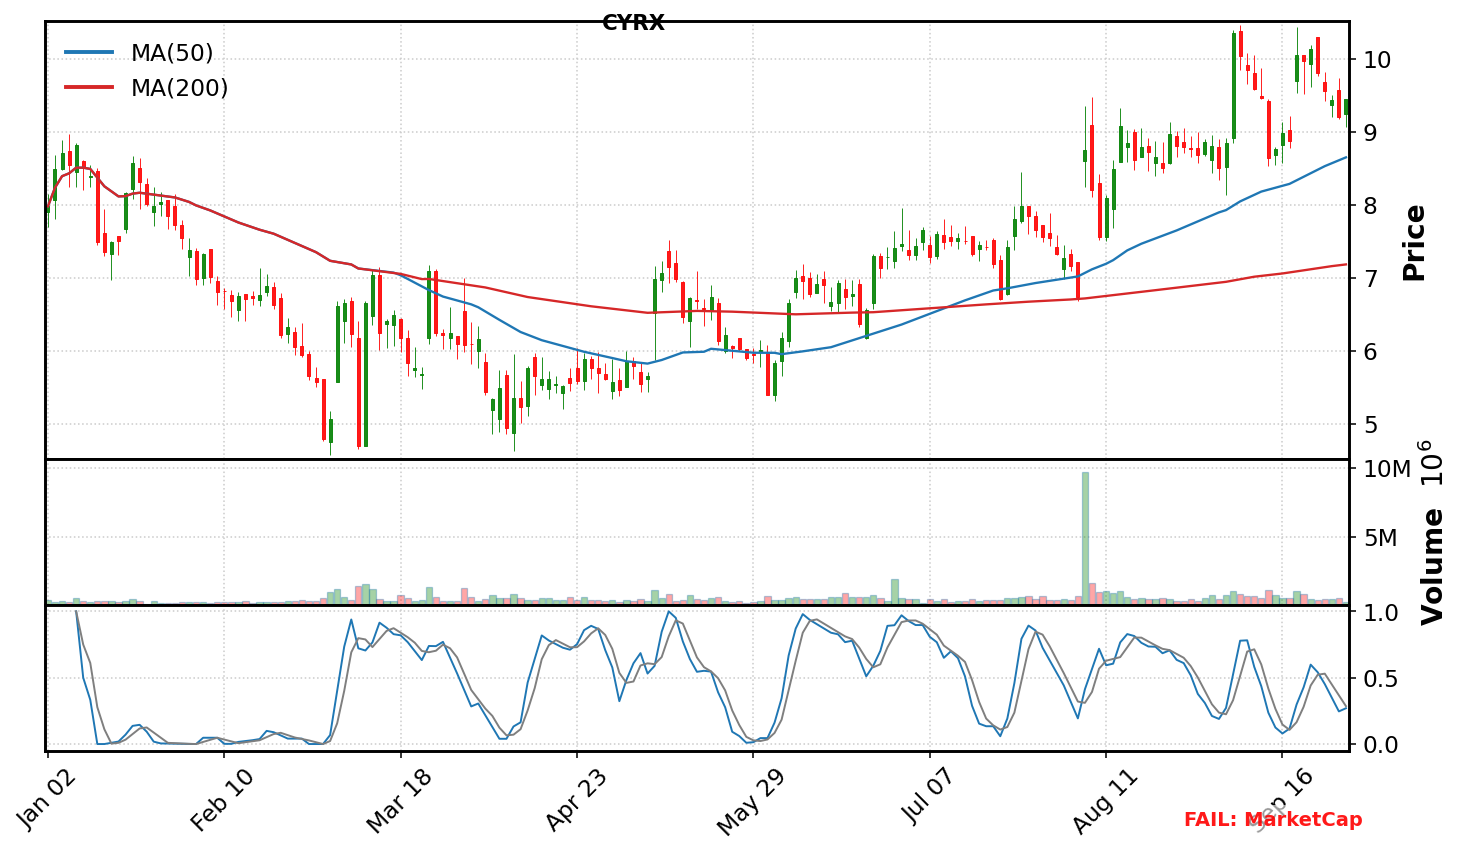 CYRX
MA(50)
MA(200)
10
9
8
7
6
5
Price
10M
5M
Volume 10⁶
1.0
0.5
0.0
Jan 02
Feb 10
Mar 18
Apr 23
May 29
Jul 07
Aug 11
Sep 16
FAIL: MarketCap